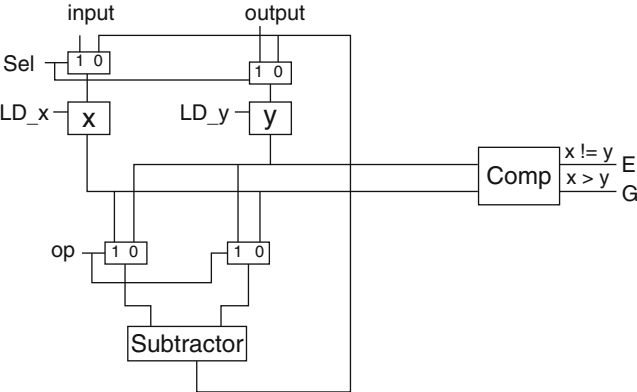 input output
1 0
1 0
Sel
LD_x
x
LD_y
y
x != y
E
Comp
x > y
G
op
1 0
1 0
Subtractor